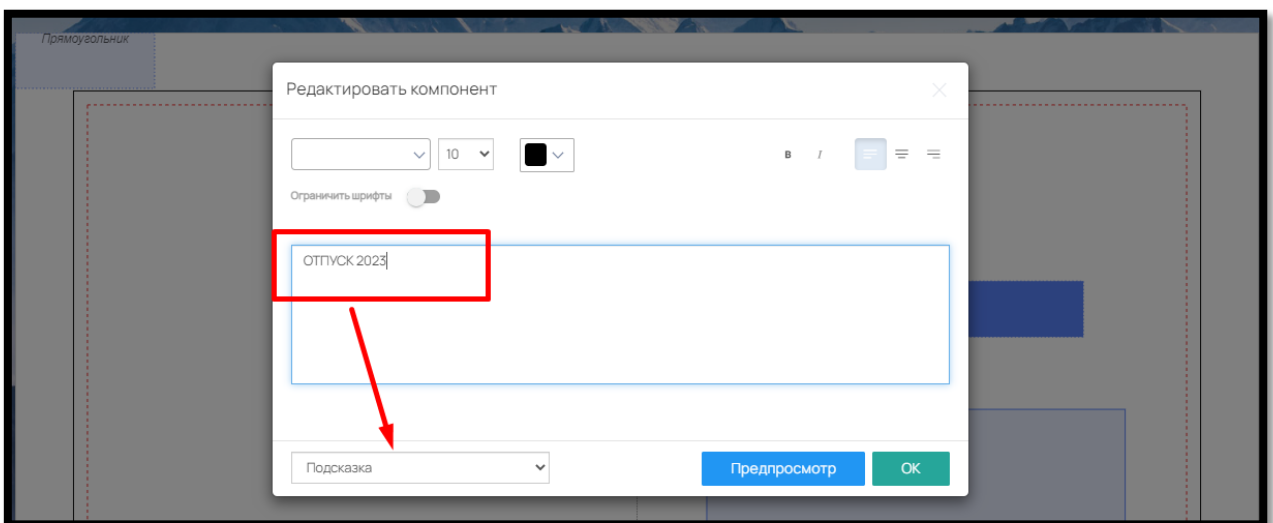 Прямоугольник
Редактировать компонент
10
B I
Ограничить шрифты
ОТПУСК 2023
Подсказка
Предпросмотр
OK